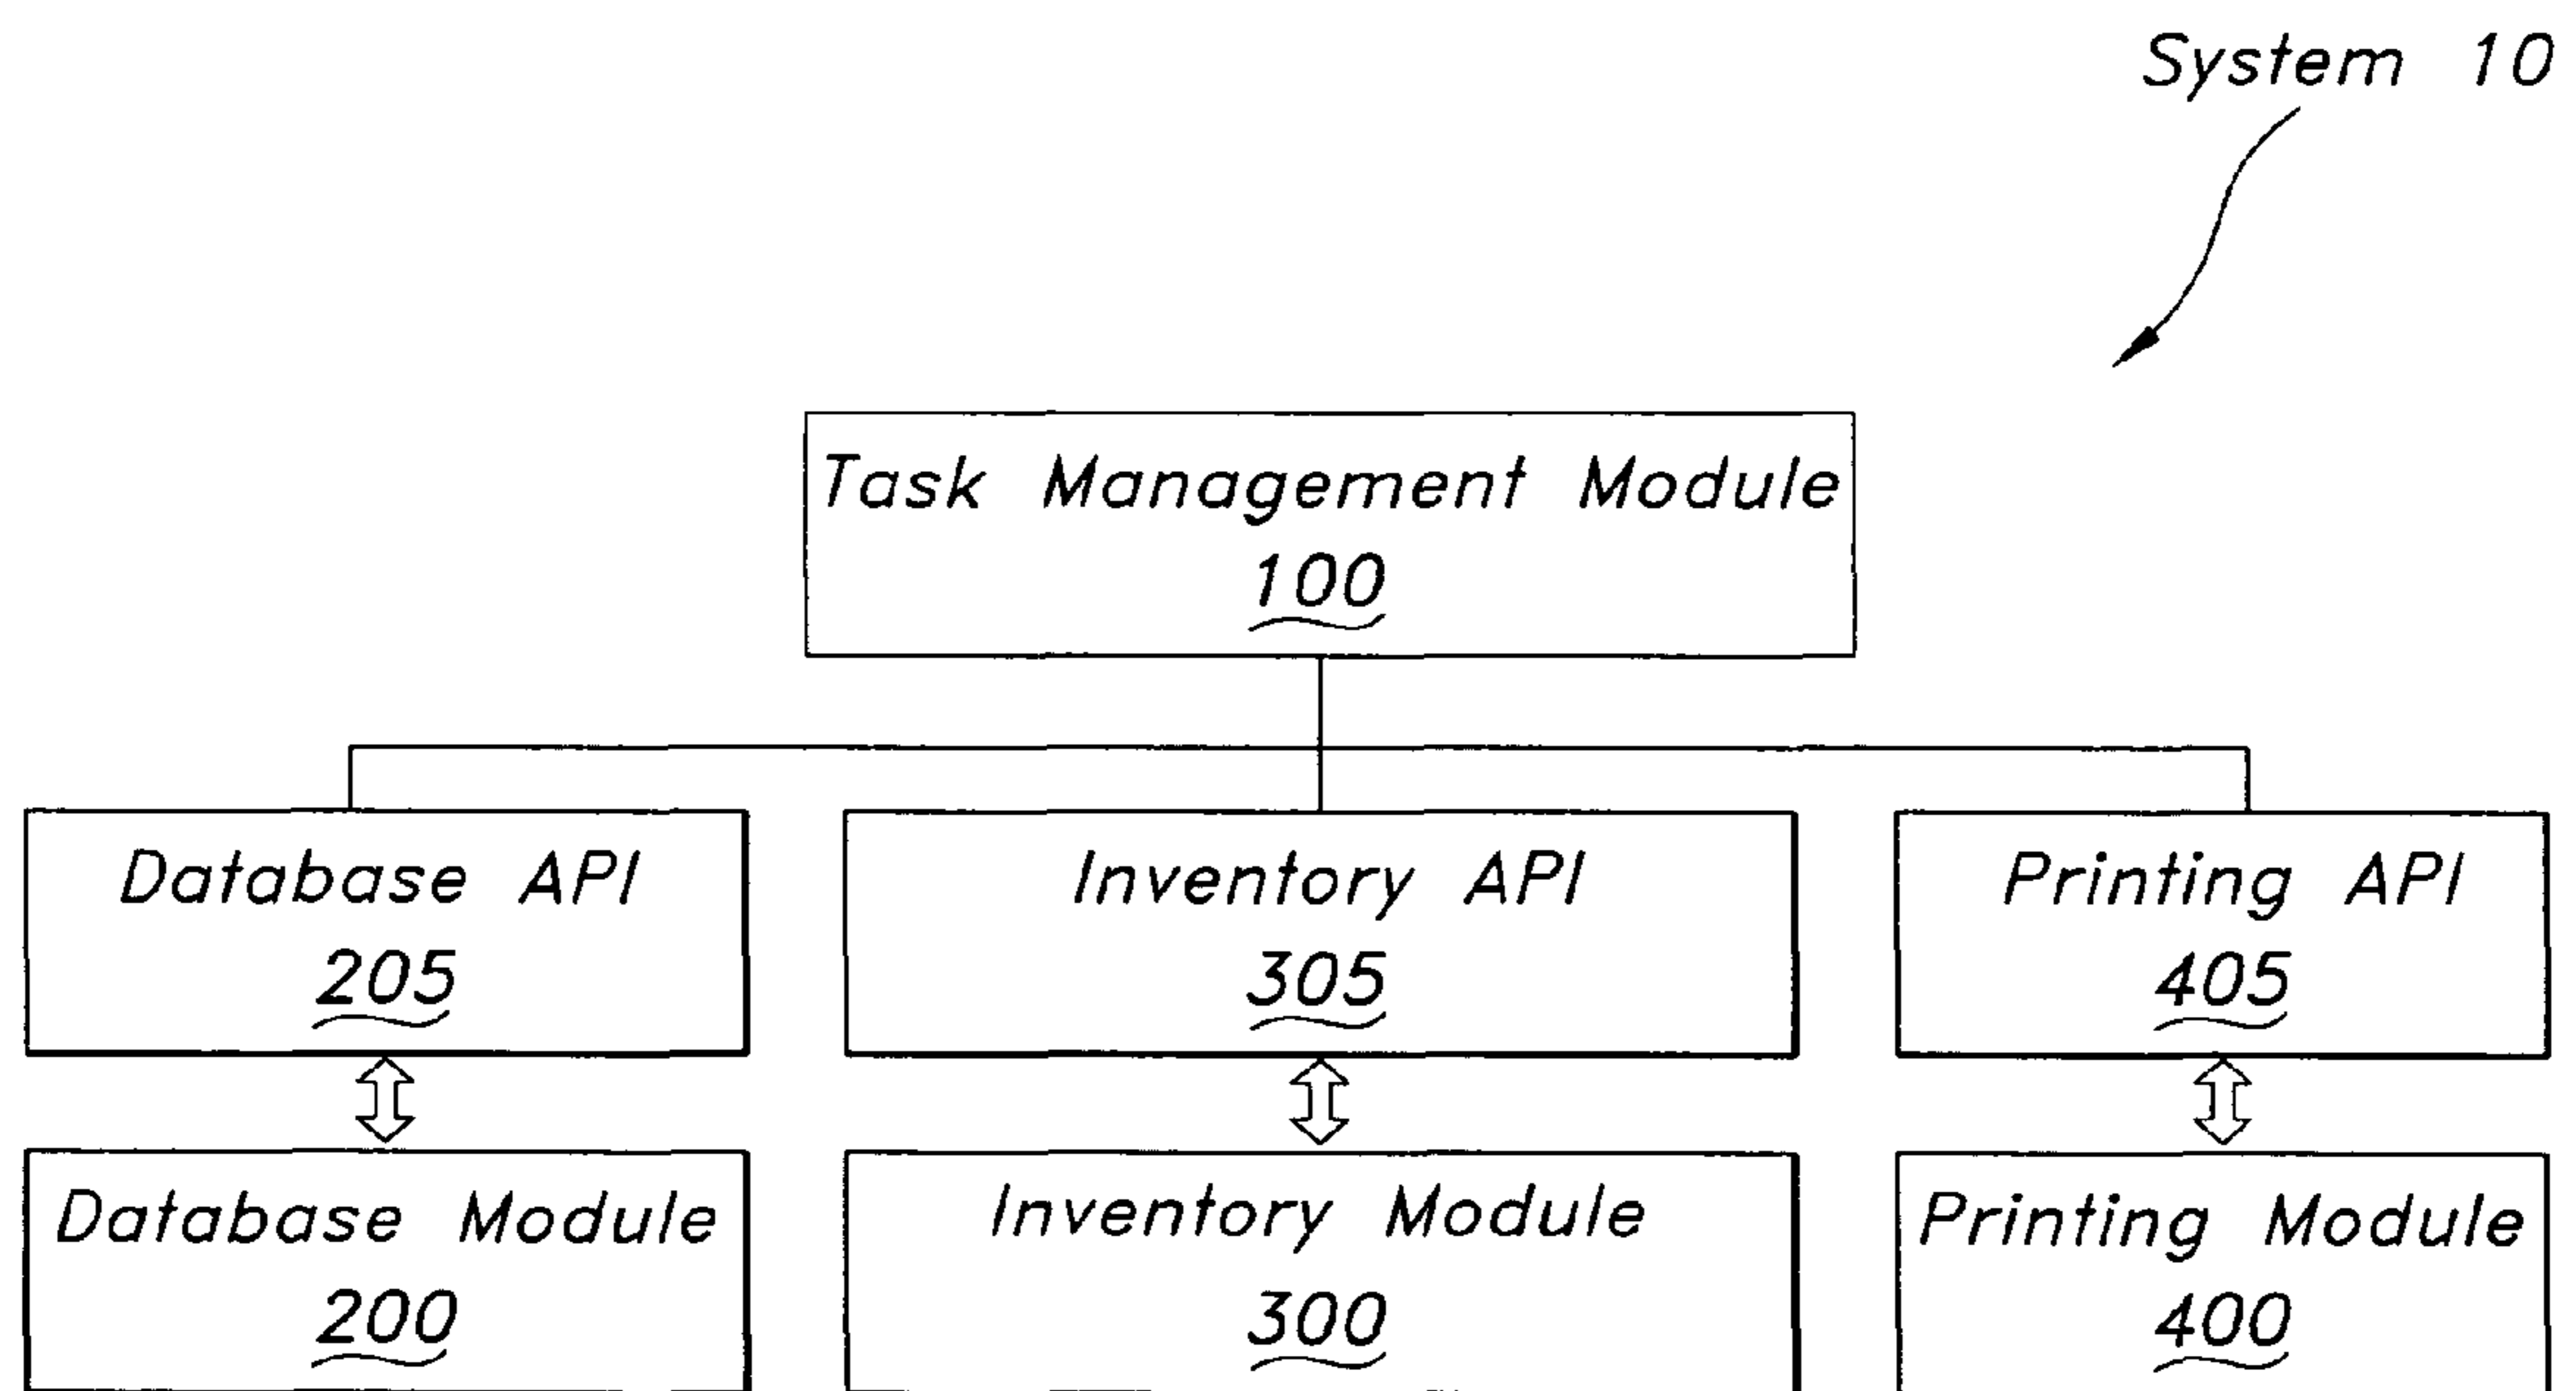 System 10
Task Management Module
100
Database API
205
Inventory API
305
Printing API
405
Database Module
200
Inventory Module
300
Printing Module
400